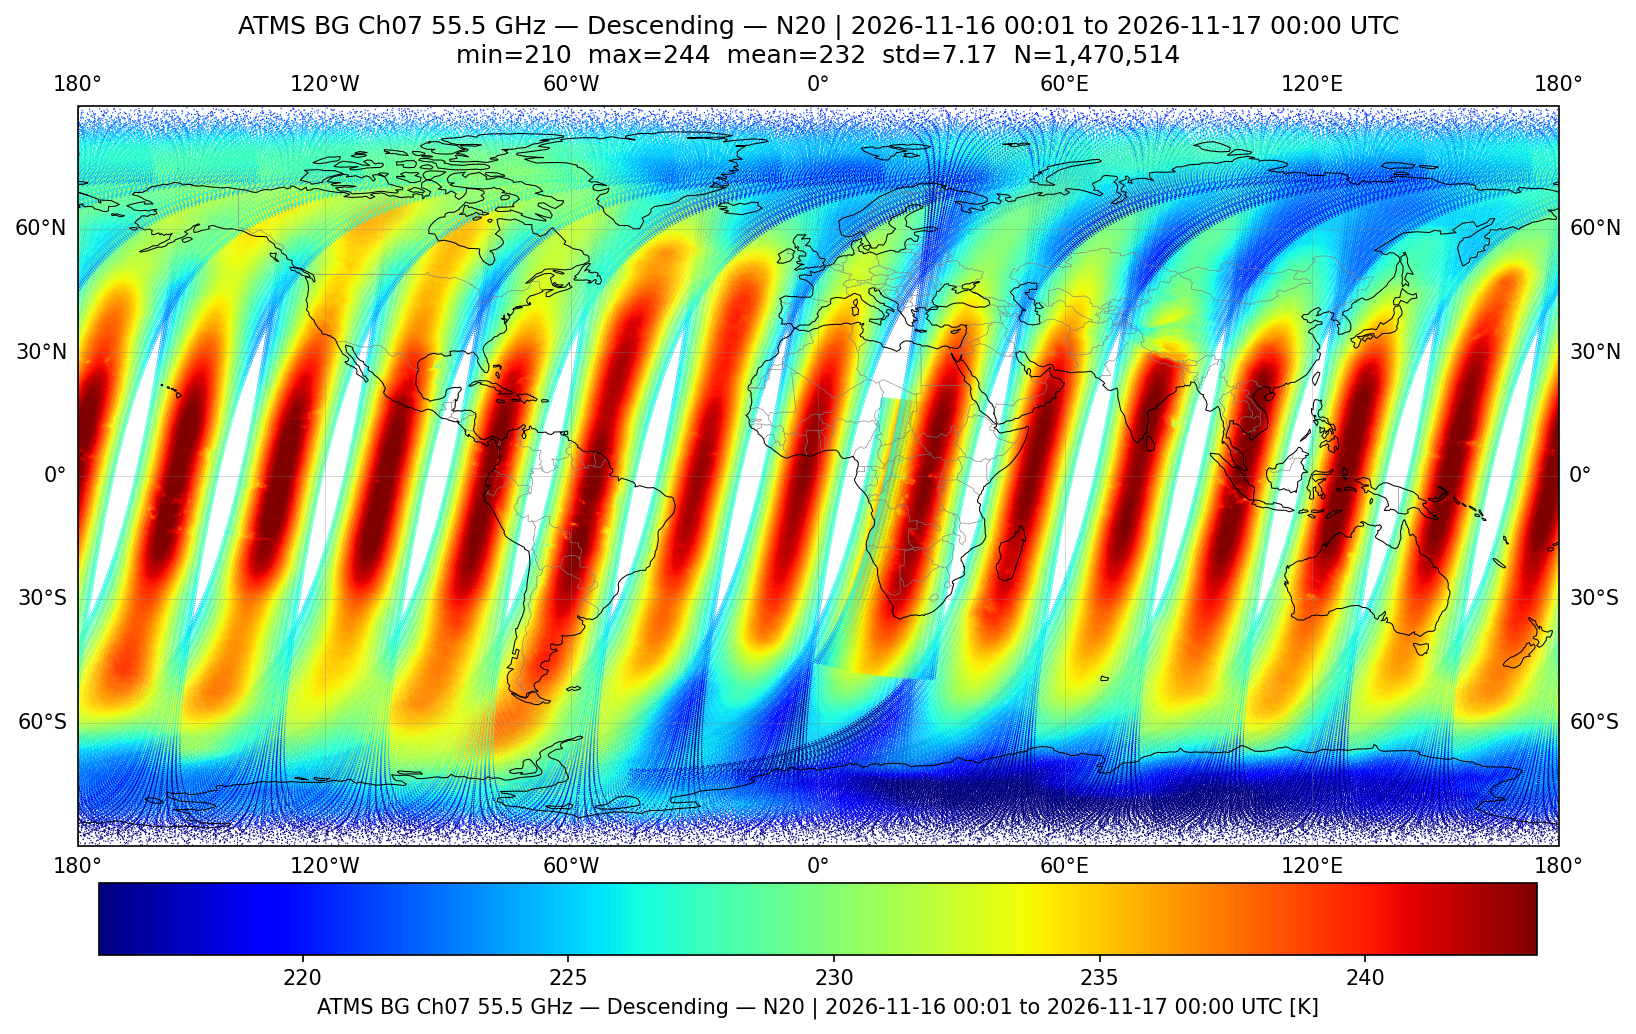 ATMS BG Ch07 55.5 GHz — Descending — N20 | 2026-11-16 00:01 to 2026-11-17 00:00 UTC
min=210 max=244 mean=232 std=7.17 N=1,470,514
180° 120°W 60°W 0° 60°E 120°E 180°
60°N 60°N
30°N 30°N
0° 0°
30°S 30°S
60°S 60°S
180° 120°W 60°W 0° 60°E 120°E 180°
220 225 230 235 240
ATMS BG Ch07 55.5 GHz — Descending — N20 | 2026-11-16 00:01 to 2026-11-17 00:00 UTC [K]